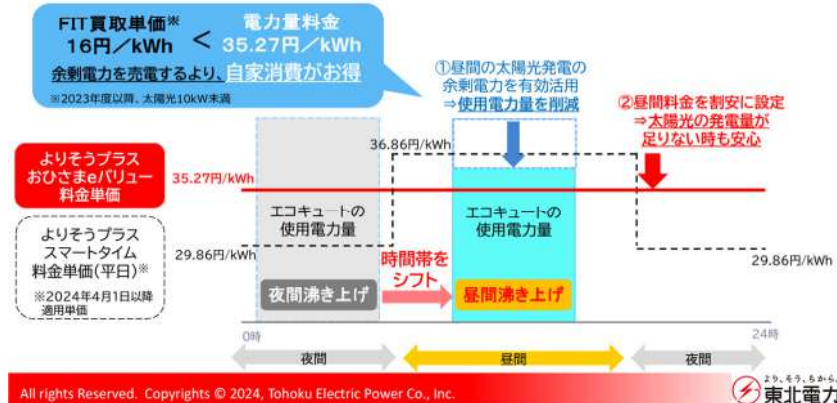 FIT買取単価※
16円／kWh
<
電力量料金
35.27円／kWh
余剰電力を売電するより、自家消費がお得
※2023年度以降、太陽光10kW未満
①昼間の太陽光発電の
余剰電力を有効活用
⇒使用電力量を削減
②昼間料金を割安に設定
⇒太陽光の発電量が
足りない時も安心
36.86円/kWh
よりそうプラス
おひさまeバリュー
料金単価
35.27円/kWh
エコキュートの
使用電力量
エコキュートの
使用電力量
よりそうプラス
スマートタイム
料金単価(平日)※
※2024年4月1日以降
適用単価
29.86円/kWh
時間帯を
シフト
29.86円/kWh
夜間沸き上げ
昼間沸き上げ
0時
24時
夜間
昼間
夜間
All rights Reserved. Copyrights © 2024, Tohoku Electric Power Co., Inc.
より、そう、ちから。
東北電力